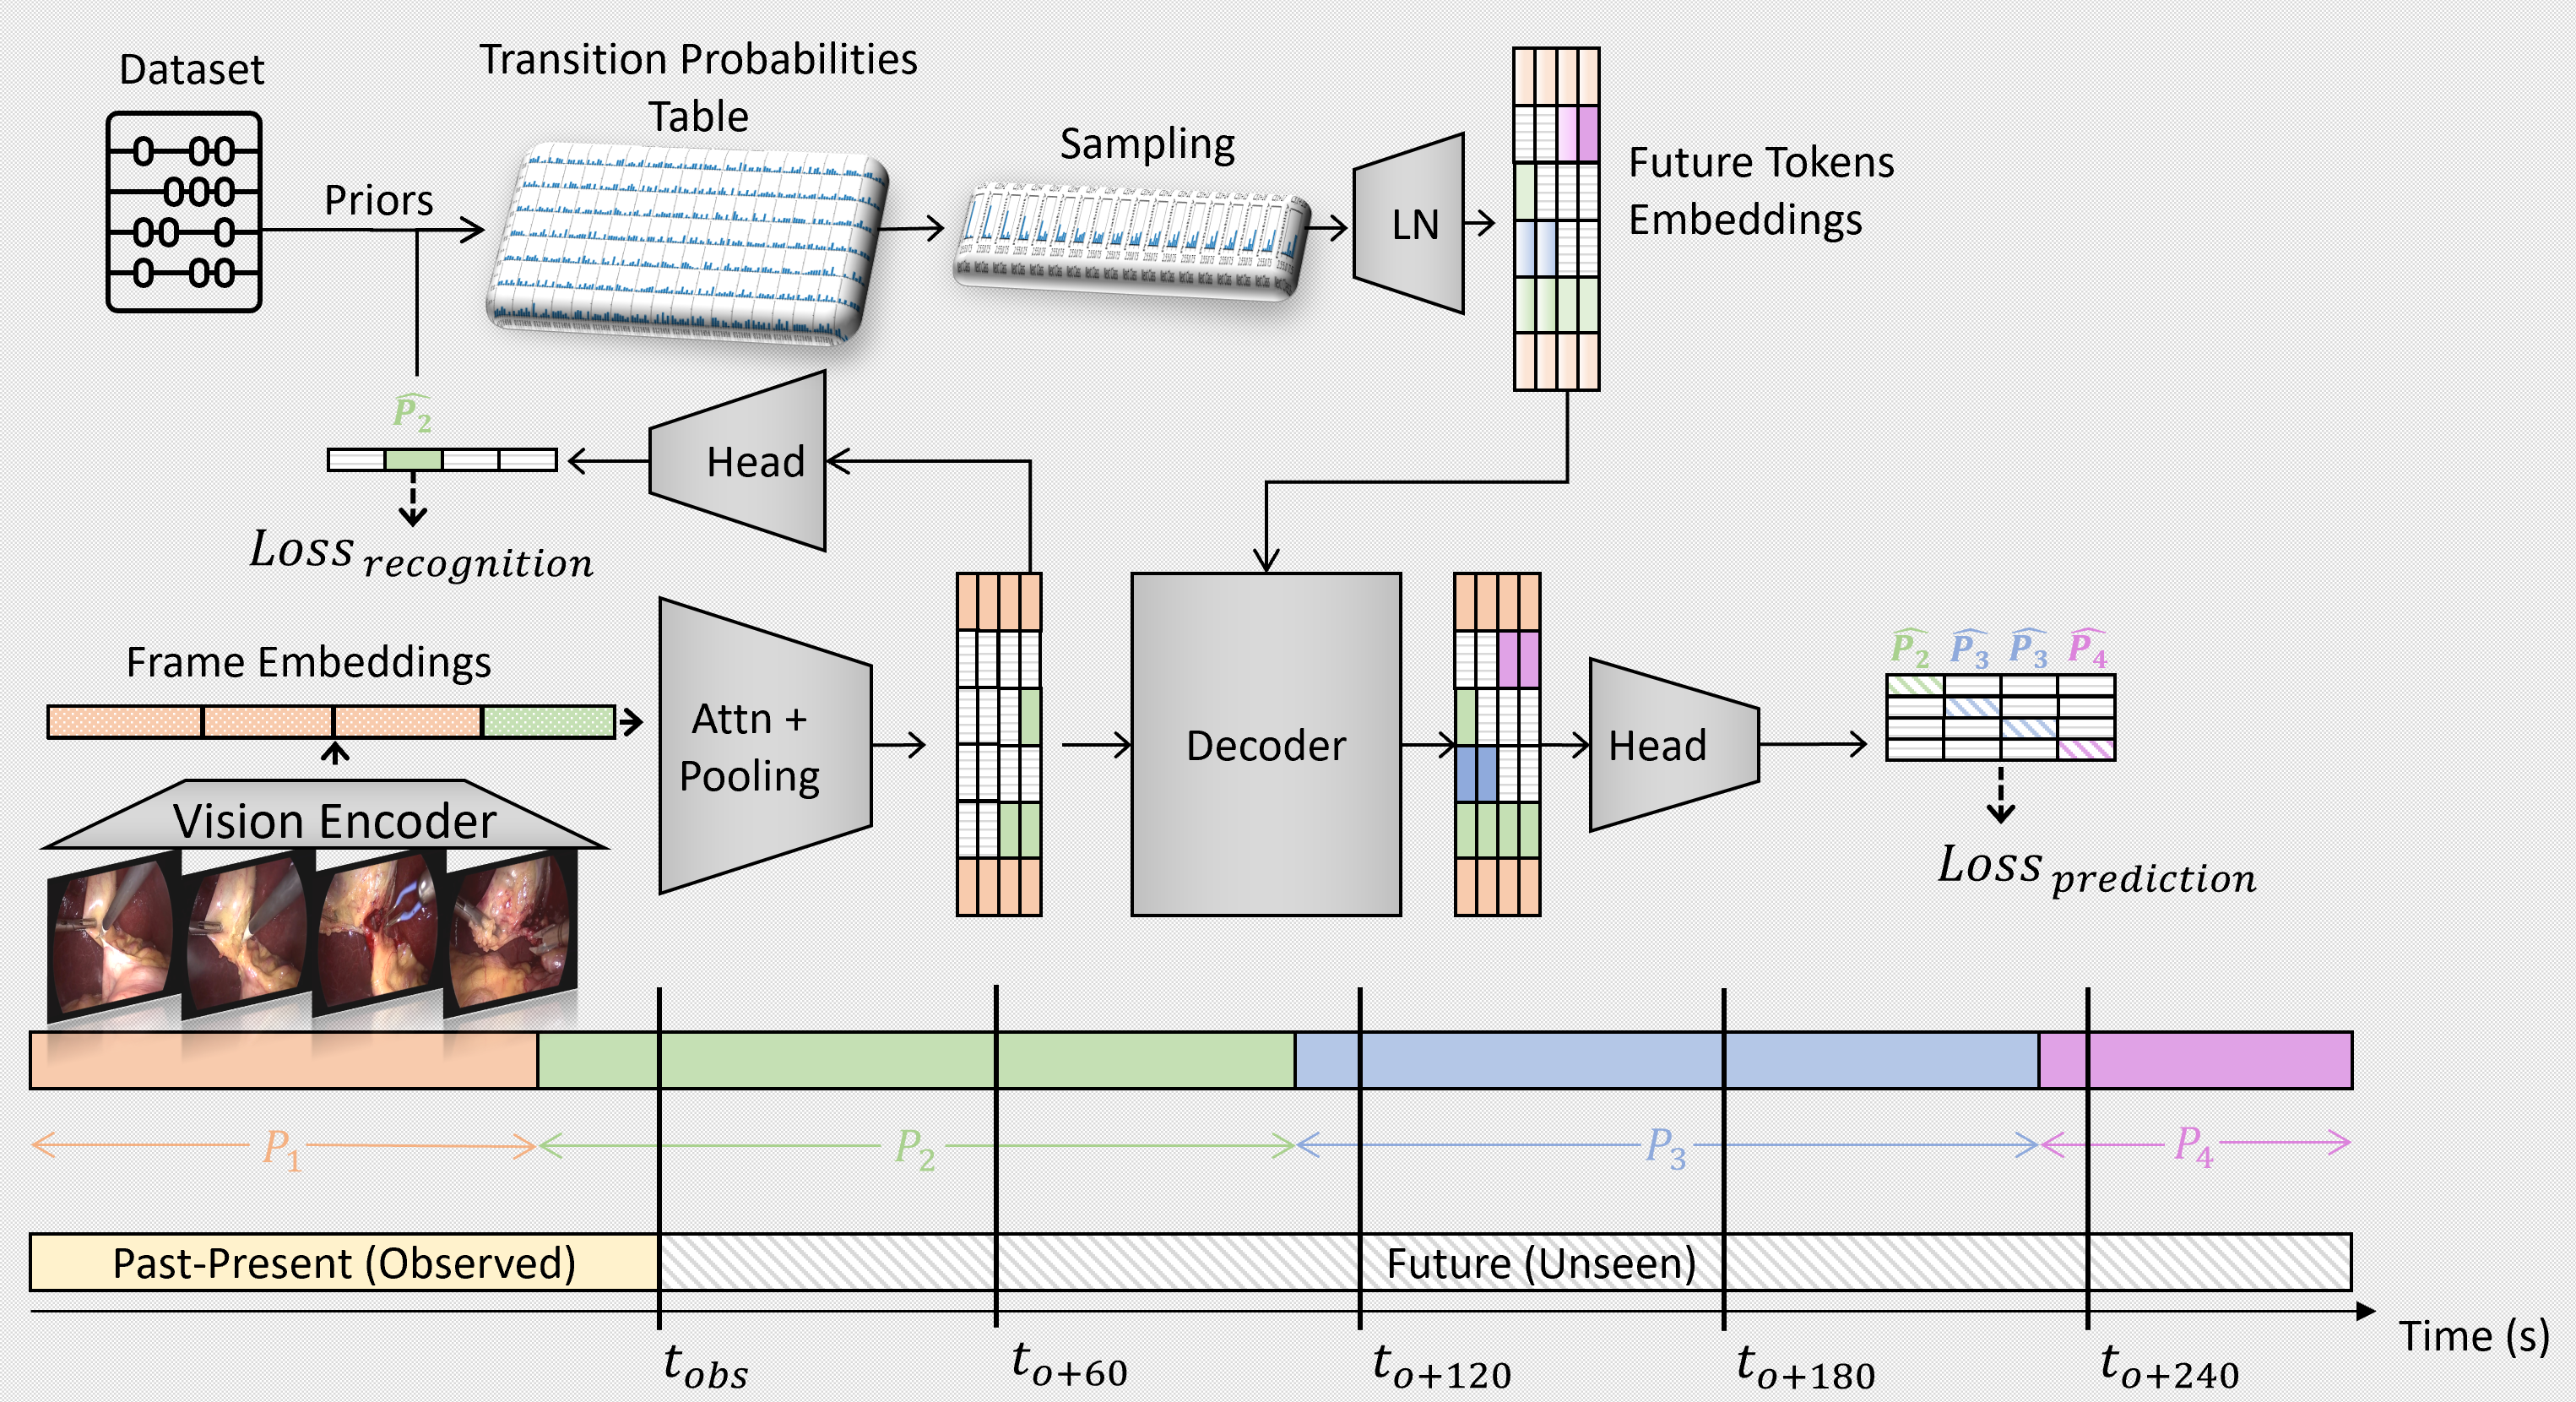 Dataset
Transition Probabilities
Table
Sampling
Priors
LN
Future Tokens
Embeddings
\widehat{P_2}
Head
Loss_{recognition}
Frame Embeddings
Attn +
Pooling
Decoder
Head
\widehat{P_2} \widehat{P_3} \widehat{P_3} \widehat{P_4}
Loss_{prediction}
Vision Encoder
P_1 P_2 P_3 P_4
Past-Present (Observed) Future (Unseen)
Time (s)
t_{obs} t_{o+60} t_{o+120} t_{o+180} t_{o+240}